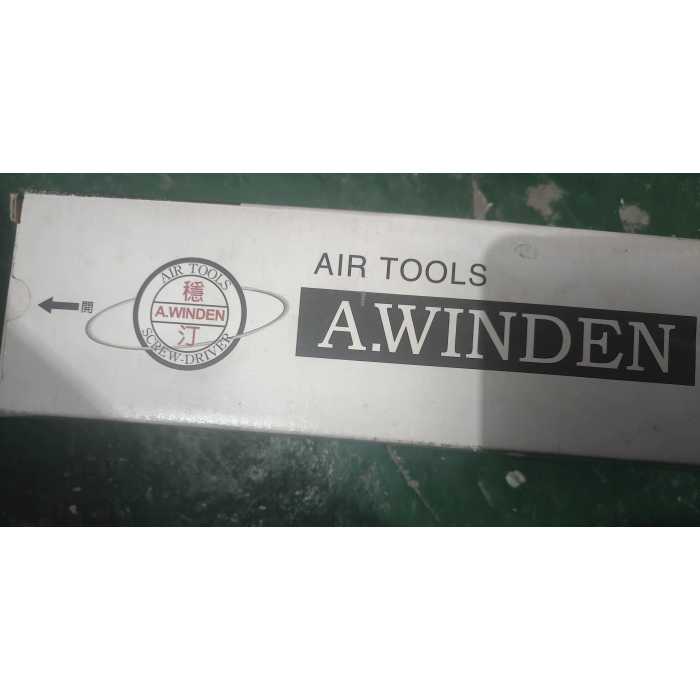 開
AIR TOOLS
穩
A.WINDEN
汀
SCREW-DRIVER
AIR TOOLS
A.WINDEN